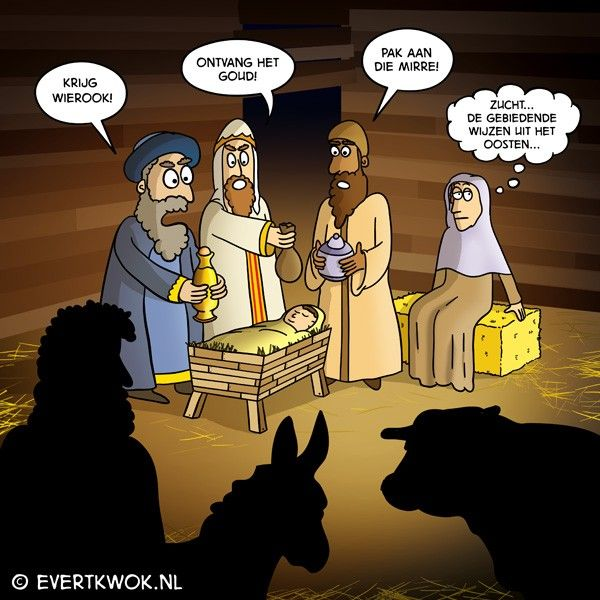 KRIJG
WIEROOK!
ONTVANG HET
GOUD!
PAK AAN
DIE MIRRE!
ZUCHT...
DE GEBIEDENDE
WIJZEN UIT HET
OOSTEN...
© EVERTKWOK.NL